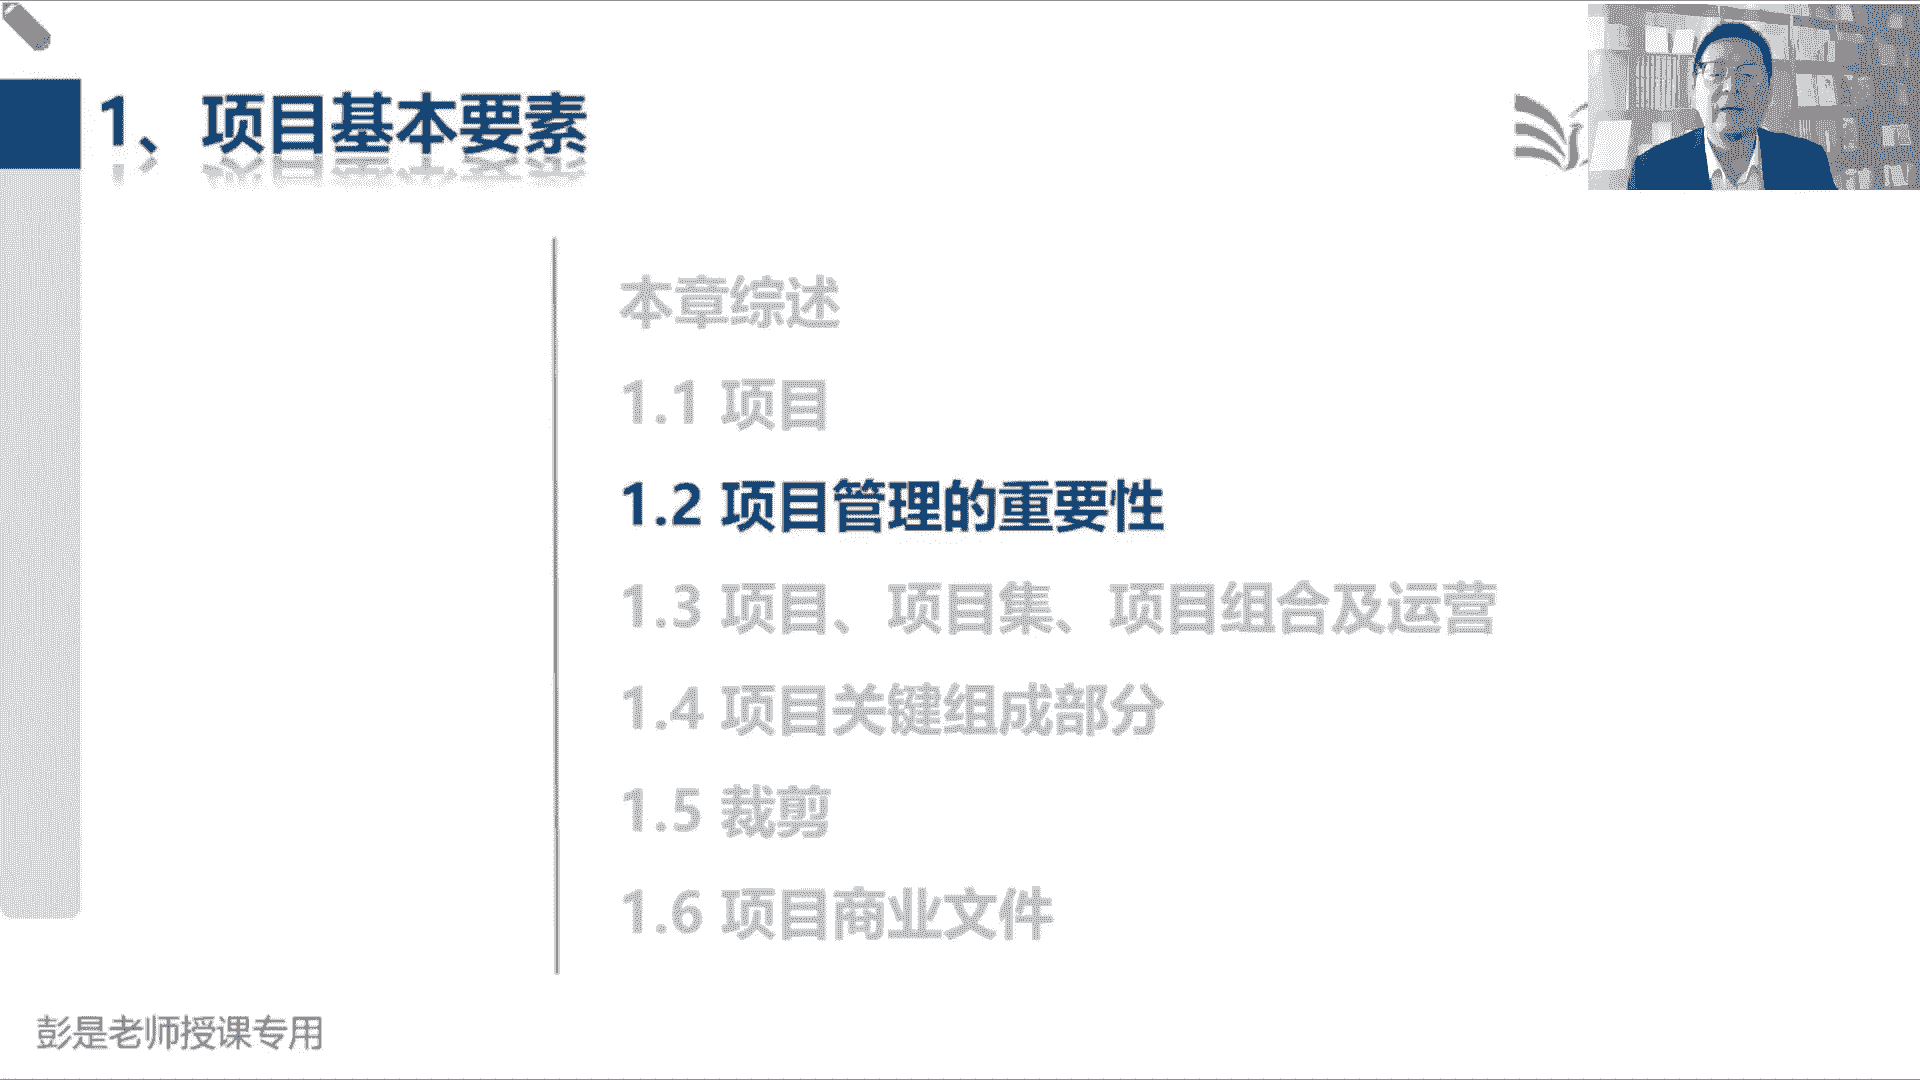 1、项目基本要素
本章综述
1.1 项目
1.2 项目管理的重要性
1.3 项目、项目集、项目组合及运营
1.4 项目关键组成部分
1.5 裁剪
1.6 项目商业文件
彭是老师授课专用